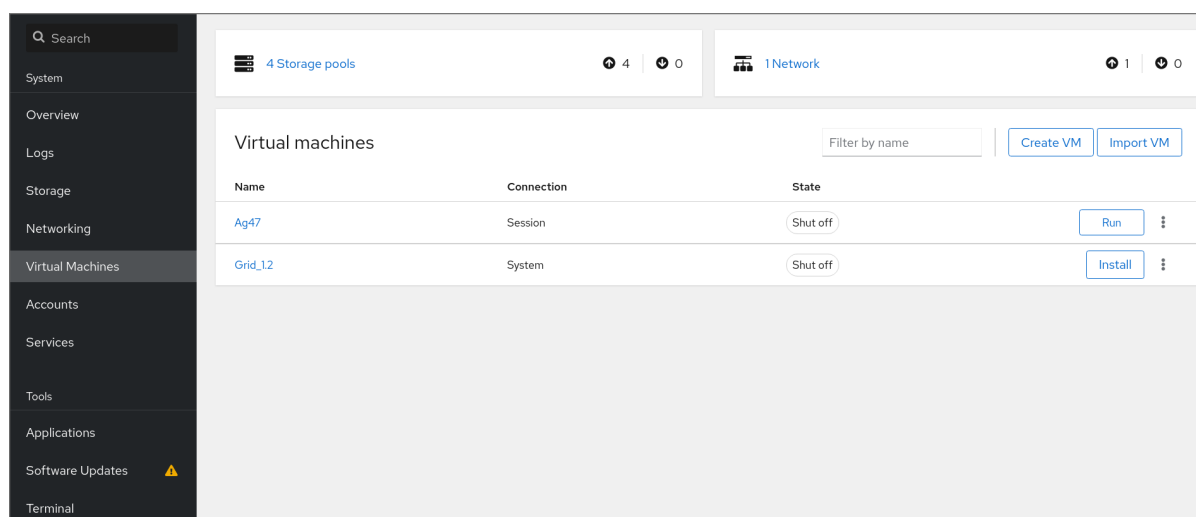 Search
System
Overview
Logs
Storage
Networking
Virtual Machines
Accounts
Services
Tools
Applications
Software Updates
Terminal
4 Storage pools 4 0
1 Network 1 0
Virtual machines Filter by name Create VM Import VM
Name Connection State
Ag47 Session Shut off Run
Grid_1.2 System Shut off Install